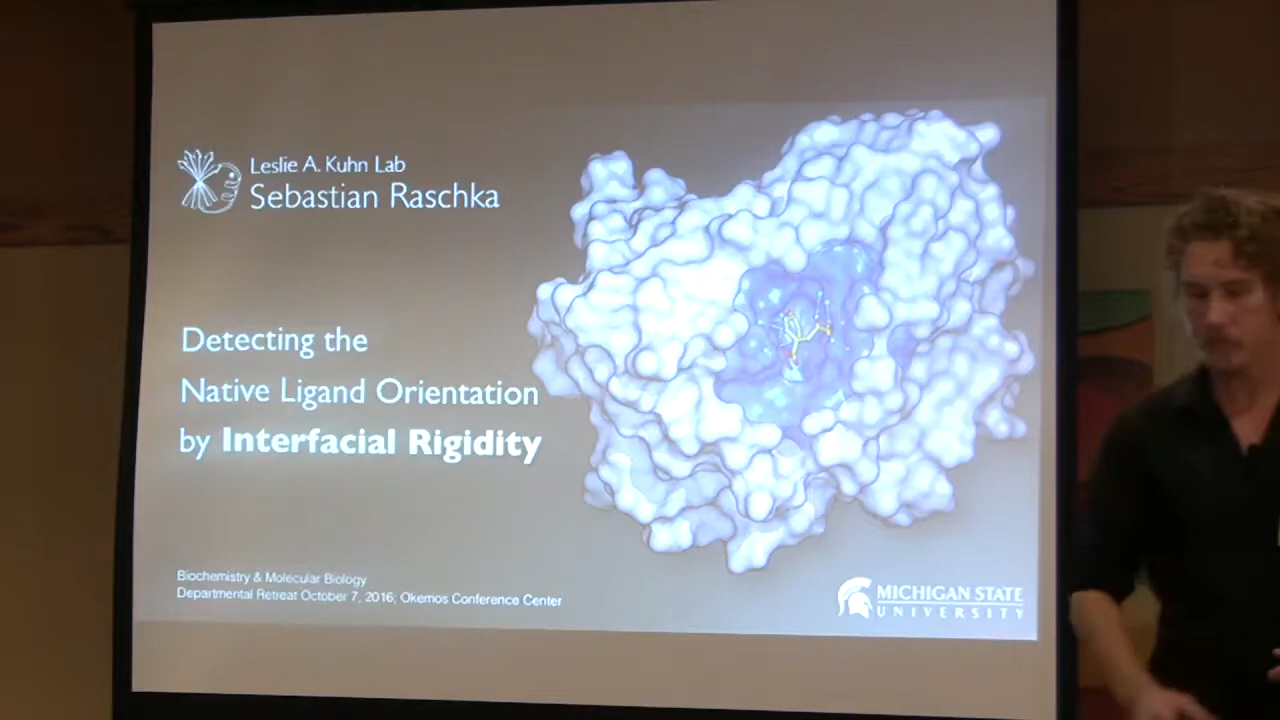 Leslie A. Kuhn Lab
Sebastian Raschka
Detecting the
Native Ligand Orientation
by Interfacial Rigidity
Biochemistry & Molecular Biology
Departmental Retreat October 7, 2016; Okemos Conference Center
MICHIGAN STATE
UNIVERSITY